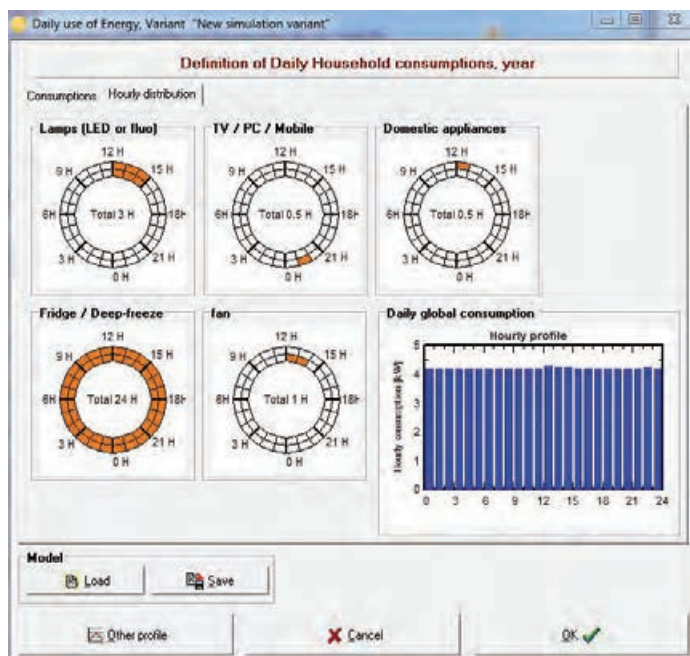 Daily use of Energy, Variant "New simulation variant"
Definition of Daily Household consumptions, year
Consumptions Hourly distribution
Lamps (LED or fluo)
12 H
9 H 15 H
6H Total 3 H 18H
3 H 21 H
0 H
TV / PC / Mobile
12 H
9 H 15 H
6H Total 0.5 H 18H
3 H 21 H
0 H
Domestic appliances
12 H
9 H 15 H
6H Total 0.5 H 18H
3 H 21 H
0 H
Fridge / Deep-freeze
12 H
9 H 15 H
6H Total 24 H 18H
3 H 21 H
0 H
fan
12 H
9 H 15 H
6H Total 1 H 18H
3 H 21 H
0 H
Daily global consumption
Hourly profile
Hourly consumption [kW]
5
4
3
2
1
0
0 3 6 9 12 15 18 21 24
Model
Load Save
Other profile Cancel OK